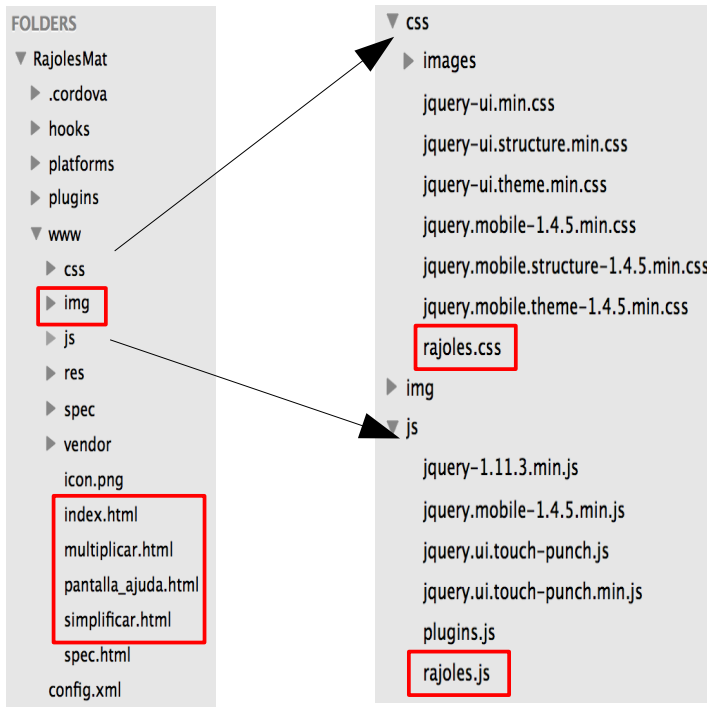 FOLDERS
RajolesMat
.cordova
hooks
platforms
plugins
www
css
img
js
res
spec
vendor
icon.png
index.html
multiplicar.html
pantalla_ajuda.html
simplificar.html
spec.html
config.xml
css
images
jquery-ui.min.css
jquery-ui.structure.min.css
jquery-ui.theme.min.css
jquery.mobile-1.4.5.min.css
jquery.mobile.structure-1.4.5.min.css
jquery.mobile.theme-1.4.5.min.css
rajoles.css
img
js
jquery-1.11.3.min.js
jquery.mobile-1.4.5.min.js
jquery.ui.touch-punch.js
jquery.ui.touch-punch.min.js
plugins.js
rajoles.js